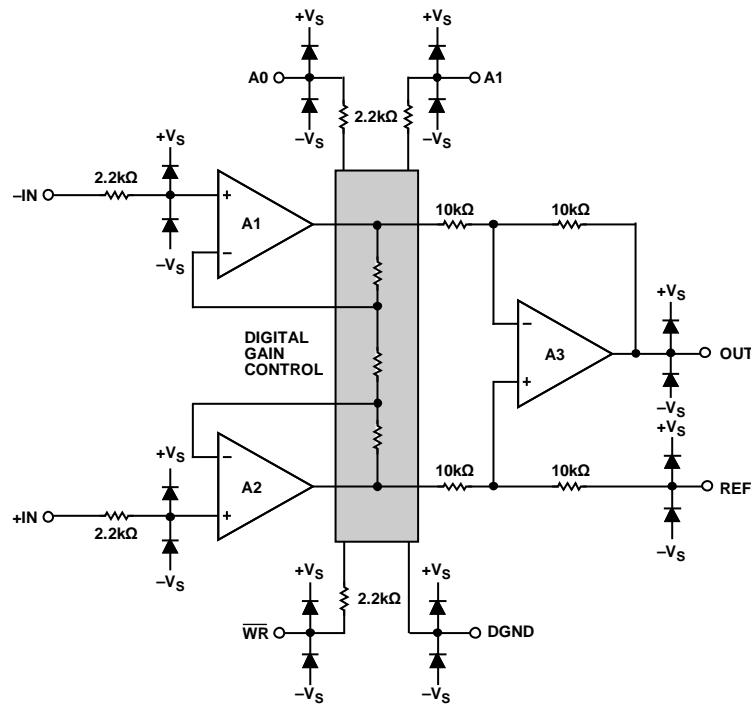 +VS
+VS
A0
A1
2.2kΩ
–VS
–VS
+VS
2.2kΩ
–IN
+
A1
10kΩ
10kΩ
–
–VS
+VS
DIGITAL
GAIN
CONTROL
–
A3
OUT
+
–VS
+VS
–
+VS
A2
10kΩ
10kΩ
REF
+IN
+
2.2kΩ
–VS
–VS
+VS
+VS
2.2kΩ
WR
DGND
–VS
–VS